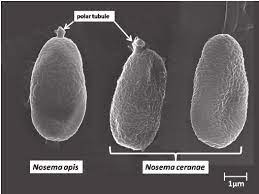 polar tubule
Nosema apis
Nosema ceranae
1µm